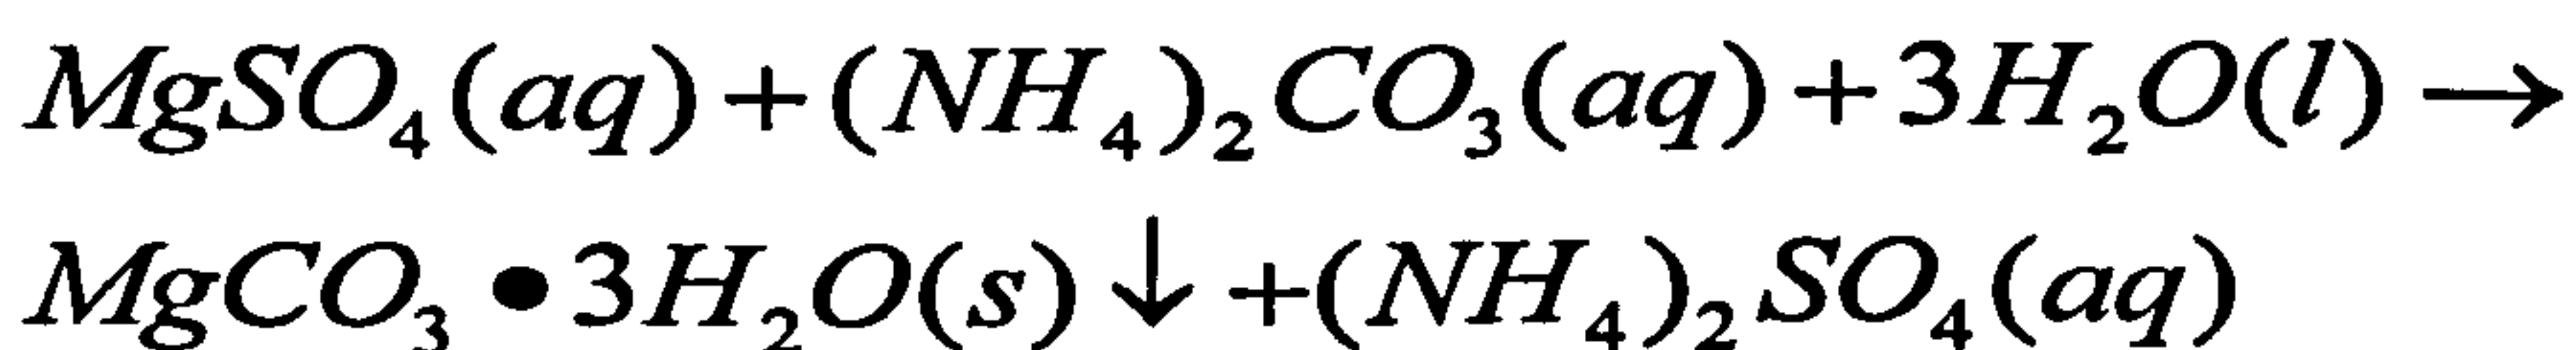 MgSO₄(aq) + (NH₄)₂CO₃(aq) + 3H₂O(l) →
MgCO₃ • 3H₂O(s) ↓ +(NH₄)₂SO₄(aq)